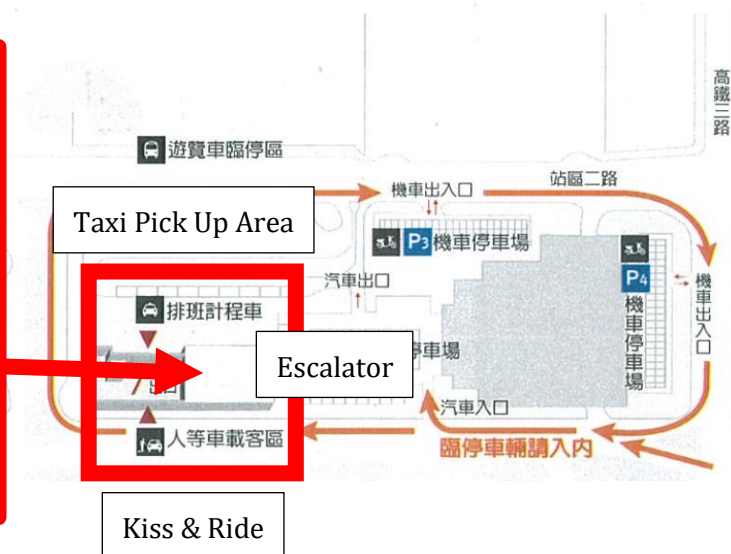 高鐵三路
遊覽車臨停區
站區二路
機車出入口
Taxi Pick Up Area
P3 機車停車場
P4
機車停車場
機車出入口
汽車出口
排班計程車
停車場
Escalator
出口
汽車入口
人等車載客區
臨停車輛請入內
Kiss & Ride